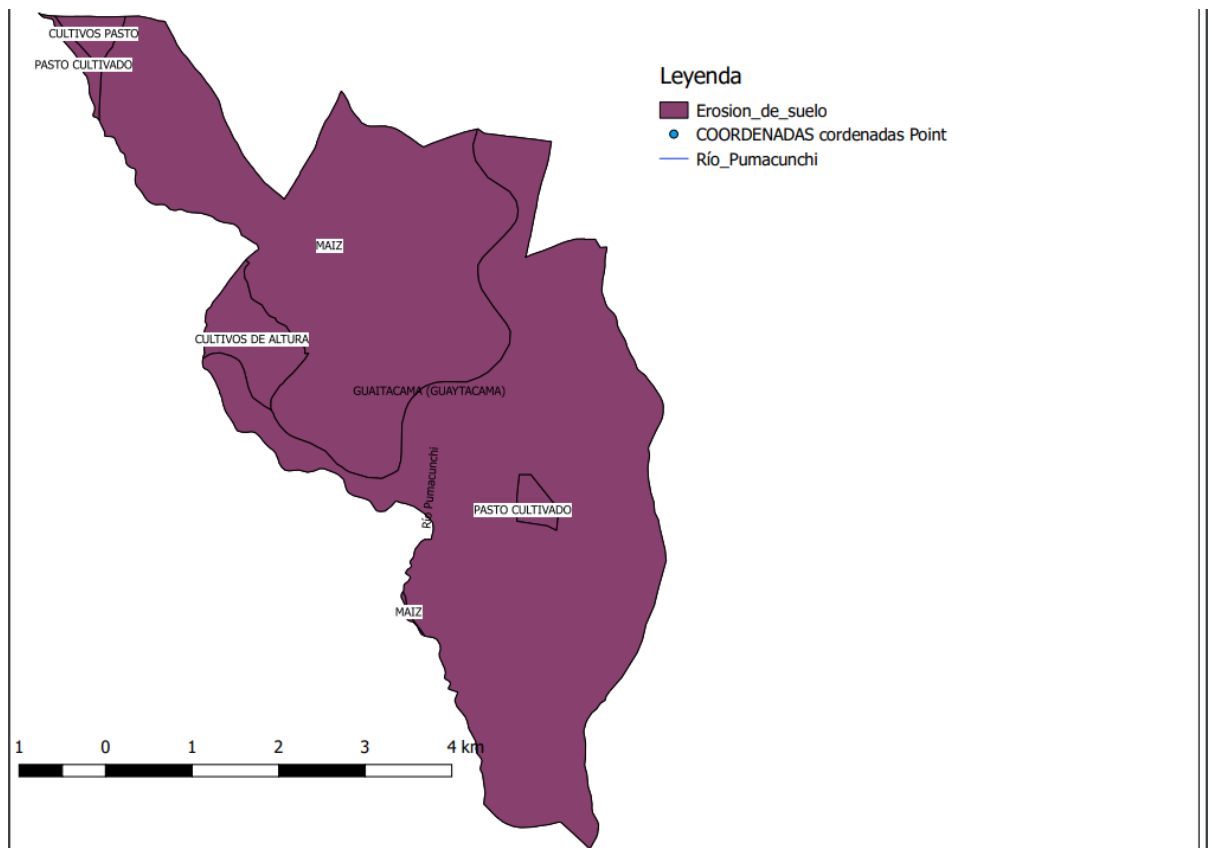 CULTIVOS PASTO
PASTO CULTIVADO
Leyenda
Erosion_de_suelo
COORDENADAS cordenadas Point
Río_Pumacunchi
MAIZ
CULTIVOS DE ALTURA
GUAITACAMA (GUAYTACAMA)
Río Pumacunchi
PASTO CULTIVADO
MAIZ
1 0 1 2 3 4 km